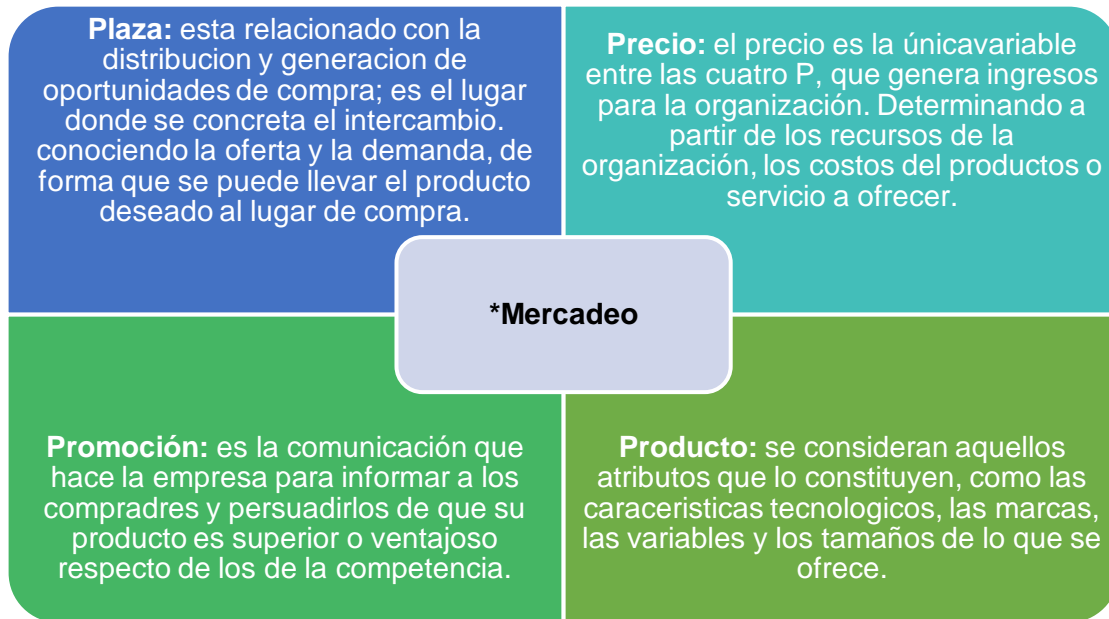 Plaza: esta relacionado con la
distribucion y generacion de
oportunidades de compra; es el lugar
donde se concreta el intercambio.
conociendo la oferta y la demanda, de
forma que se puede llevar el producto
deseado al lugar de compra.
Precio: el precio es la únicavariable
entre las cuatro P, que genera ingresos
para la organización. Determinando a
partir de los recursos de la
organización, los costos del productos o
servicio a ofrecer.
*Mercadeo
Promoción: es la comunicación que
hace la empresa para informar a los
compradres y persuadirlos de que su
producto es superior o ventajoso
respecto de los de la competencia.
Producto: se consideran aquellos
atributos que lo constituyen, como las
caraceristicas tecnologicos, las marcas,
las variables y los tamaños de lo que se
ofrece.